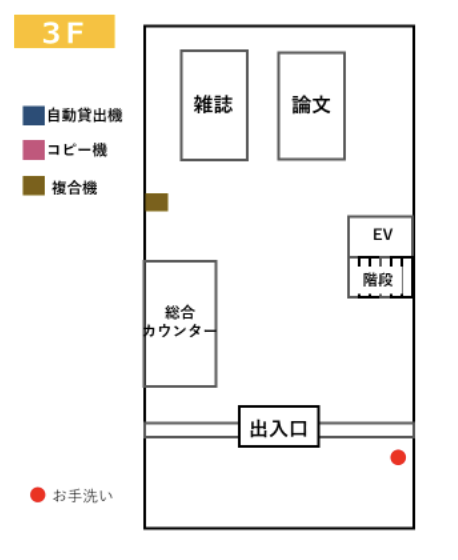 3F
自動貸出機
コピー機
複合機
雑誌
論文
EV
階段
総合
カウンター
出入口
お手洗い